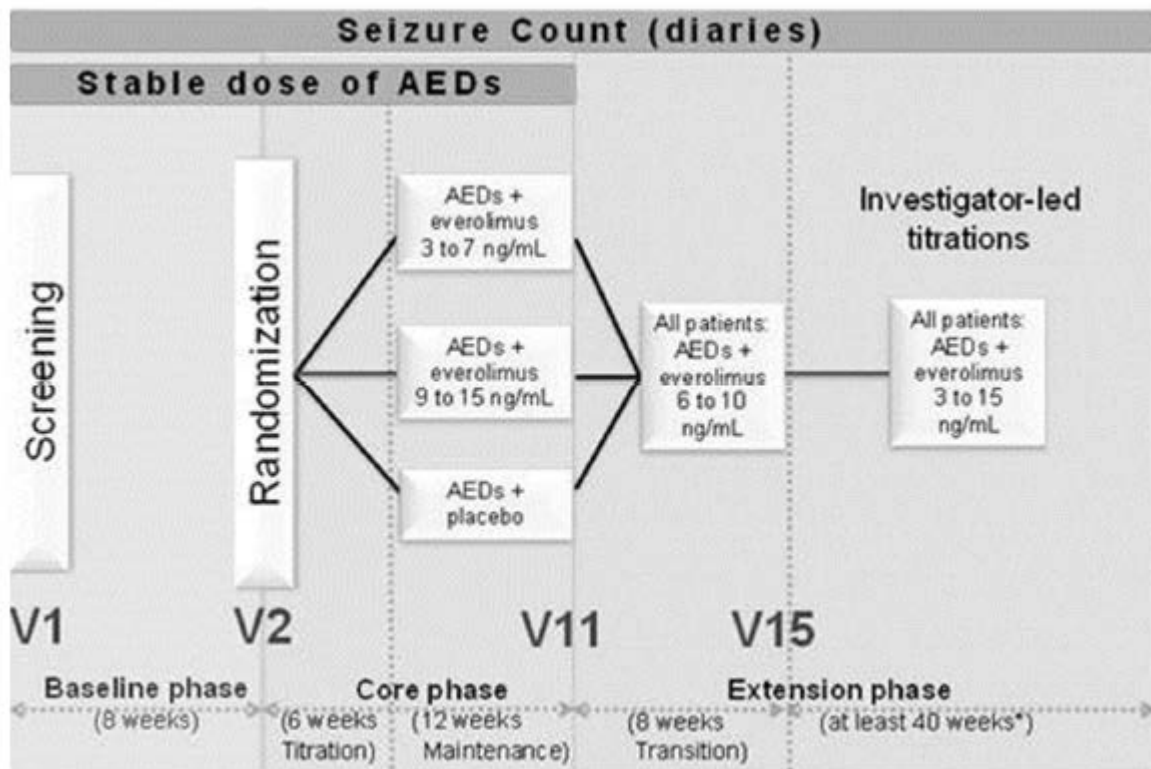 Seizure Count (diaries)
Stable dose of AEDs
Screening
Randomization
AEDs +
everolimus
3 to 7 ng/mL
AEDs +
everolimus
9 to 15 ng/mL
AEDs +
placebo
All patients:
AEDs +
everolimus
6 to 10
ng/mL
Investigator-led
titrations
All patients:
AEDs +
everolimus
3 to 15
ng/mL
V1
V2
V11
V15
Baseline phase
(8 weeks)
Core phase
(6 weeks
Titration)
(12 weeks
Maintenance)
Extension phase
(8 weeks
Transition)
(at least 40 weeks*)